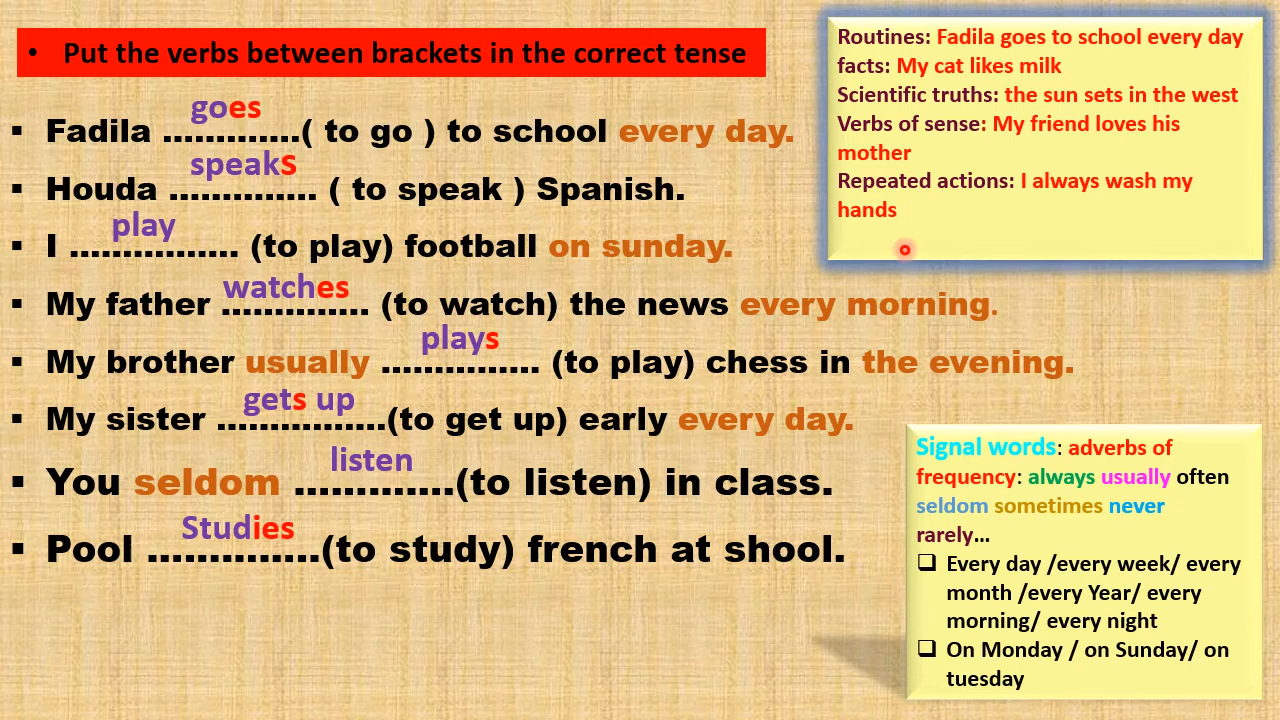 • Put the verbs between brackets in the correct tense
goes
▪ Fadila .............( to go ) to school every day.
speakS
▪ Houda .............. ( to speak ) Spanish.
play
▪ I ................ (to play) football on sunday.
watches
▪ My father .............. (to watch) the news every morning.
plays
▪ My brother usually ............... (to play) chess in the evening.
gets up
▪ My sister ................(to get up) early every day.
listen
▪ You seldom .............(to listen) in class.
Studies
▪ Pool ..............(to study) french at shool.
Routines: Fadila goes to school every day
facts: My cat likes milk
Scientific truths: the sun sets in the west
Verbs of sense: My friend loves his
mother
Repeated actions: I always wash my
hands
Signal words: adverbs of
frequency: always usually often
seldom sometimes never
rarely...
❑ Every day /every week/ every
month /every Year/ every
morning/ every night
❑ On Monday / on Sunday/ on
tuesday